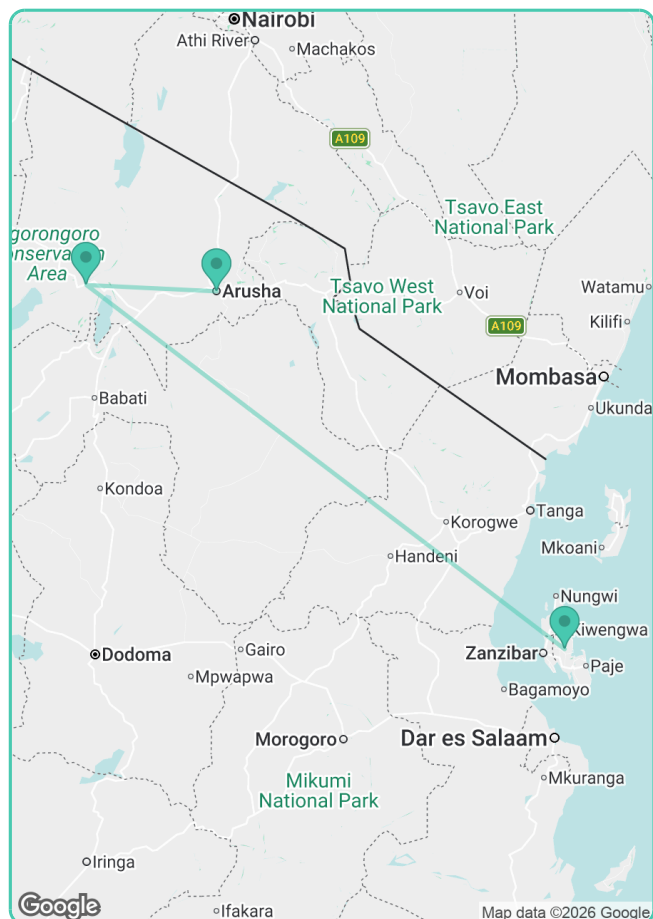 Nairobi
Athi River
Machakos
A109
Tsavo East
National Park
gorongoro
onservation
Area
Arusha
Tsavo West
National Park
Voi
Watamu
A109
Kilifi
Mombasa
Babati
Ukunda
Kondoa
Tanga
Korogwe
Mkoani
Handeni
Nungwi
Kiwengwa
Gairo
Zanzibar
Dodoma
Paje
Mpwapwa
Bagamoyo
Morogoro
Dar es Salaam
Mikumi
National Park
Mkuranga
Iringa
Google
Ifakara
Map data ©2026 Google